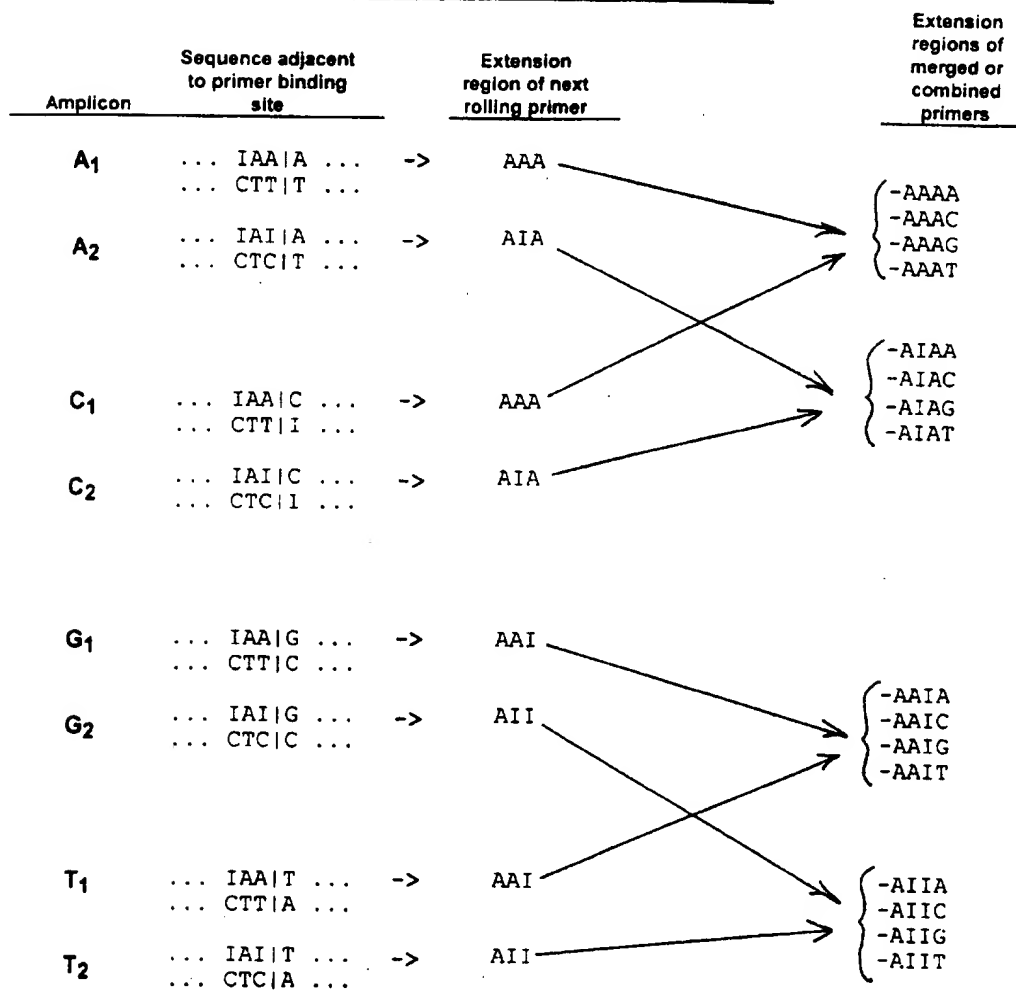 Amplicon
Sequence adjacent
to primer binding
site
Extension
region of next
rolling primer
Extension
regions of
merged or
combined
primers
A1 ... IAA|A ... -> AAA
... CTT|T ...
A2 ... IAI|A ... -> AIA
... CTC|T ...
-AAAA
-AAAC
-AAAG
-AAAT
C1 ... IAA|C ... -> AAA
... CTT|I ...
C2 ... IAI|C ... -> AIA
... CTC|I ...
-AIAA
-AIAC
-AIAG
-AIAT
G1 ... IAA|G ... -> AAI
... CTT|C ...
G2 ... IAI|G ... -> AII
... CTC|C ...
-AAIA
-AAIC
-AAIG
-AAIT
T1 ... IAA|T ... -> AAI
... CTT|A ...
T2 ... IAI|T ... -> AII
... CTC|A ...
-AIIA
-AIIC
-AIIG
-AIIT